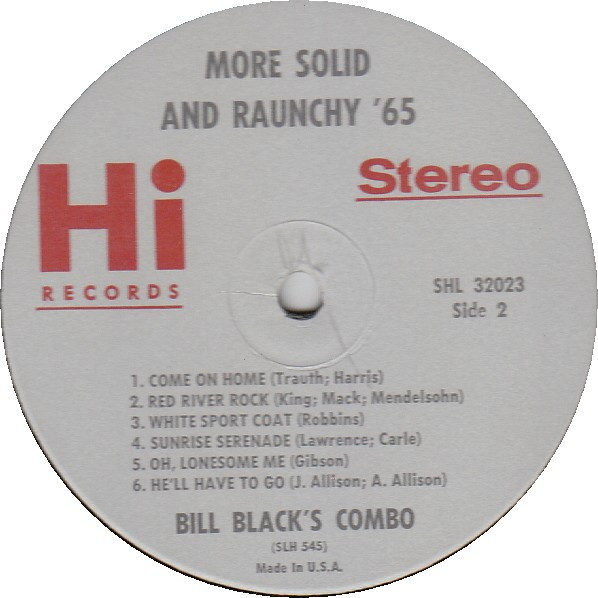 MORE SOLID
AND RAUNCHY '65
Hi
RECORDS
Stereo
SHL 32023
Side 2
1. COME ON HOME (Trauth; Harris)
2. RED RIVER ROCK (King; Mack; Mendelsohn)
3. WHITE SPORT COAT (Robbins)
4. SUNRISE SERENADE (Lawrence; Carle)
5. OH, LONESOME ME (Gibson)
6. HE'LL HAVE TO GO (J. Allison; A. Allison)
BILL BLACK'S COMBO
(SLH 545)
Made In U.S.A.